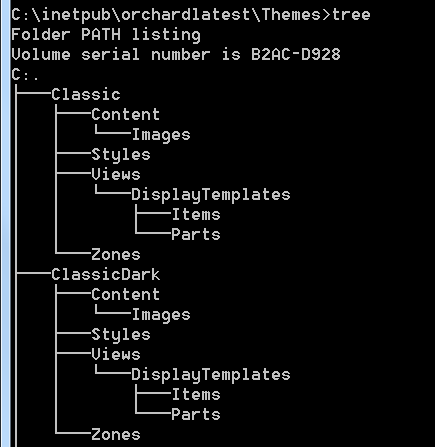 C:\inetpub\orchardlatest\Themes>tree
Folder PATH listing
Volume serial number is B2AC-D928
C:.
├───Classic
│   ├───Content
│   │   └───Images
│   ├───Styles
│   ├───Views
│   │   └───DisplayTemplates
│   │       ├───Items
│   │       └───Parts
│   └───Zones
├───ClassicDark
│   ├───Content
│   │   └───Images
│   ├───Styles
│   ├───Views
│   │   └───DisplayTemplates
│   │       ├───Items
│   │       └───Parts
│   └───Zones